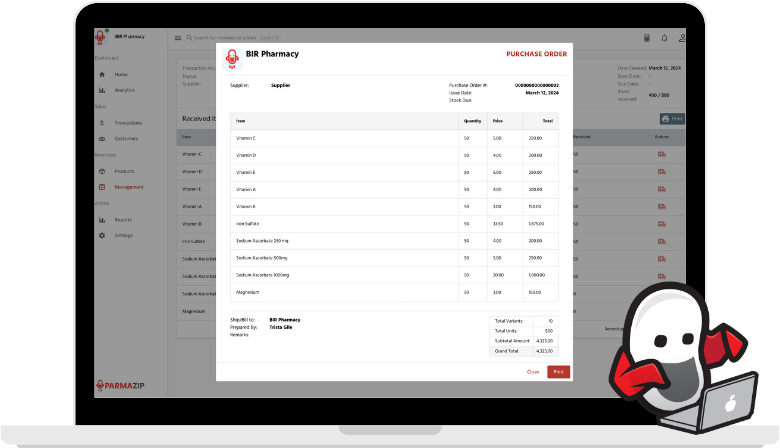 BIR Pharmacy
Search for modules or action Cmd + K
Dashboard
Home
Analytics
Sales
Transactions
Customers
Inventory
Products
Management
Admin
Reports
Settings
PARMAZIP
Transaction No.
Status:
Supplier:
Date Created: March 12, 2024
Start Date: -
Due Date: -
Items received: 400 / 500
Received It
Print
Item
Received
Actions
Vitamin C
50
Vitamin D
50
Vitamin E
50
Vitamin A
50
Vitamin B
50
Iron Sulfate
50
Sodium Ascorbat
Sodium Ascorbat
Sodium Ascorbat
Magnesium
BIR Pharmacy
PURCHASE ORDER
Supplier: Supplier
Purchase Order #: 000000000000002
Issue Date: March 12, 2024
Stock Due:
Item Quantity Price Total
Vitamin C 50 5.00 250.00
Vitamin D 50 4.00 200.00
Vitamin E 50 5.00 250.00
Vitamin A 50 4.00 200.00
Vitamin B 50 3.00 150.00
Iron Sulfate 50 33.50 1,675.00
Sodium Ascorbate 250 mg 50 4.00 200.00
Sodium Ascorbate 500mg 50 5.00 250.00
Sodium Ascorbate 1000mg 50 20.00 1,000.00
Magnesium 50 3.00 150.00
Ship/Bill to: BIR Pharmacy
Prepared By: Trista Gile
Remarks:
Total Variants: 10
Total Units: 500
Subtotal Amount: 4,325.00
Grand Total: 4,325.00
Close
Print